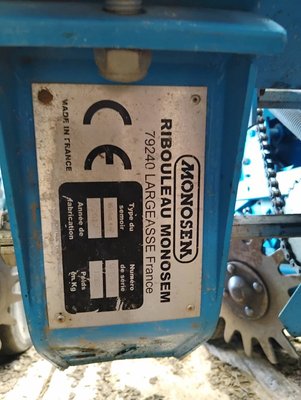 MONOSEM
RIBOULEAU MONOSEM
79240 LARGEASSE France
CE
MADE IN FRANCE
Type du
semoir
Numéro
de série
Année de
fabrication
Poids
en Kg